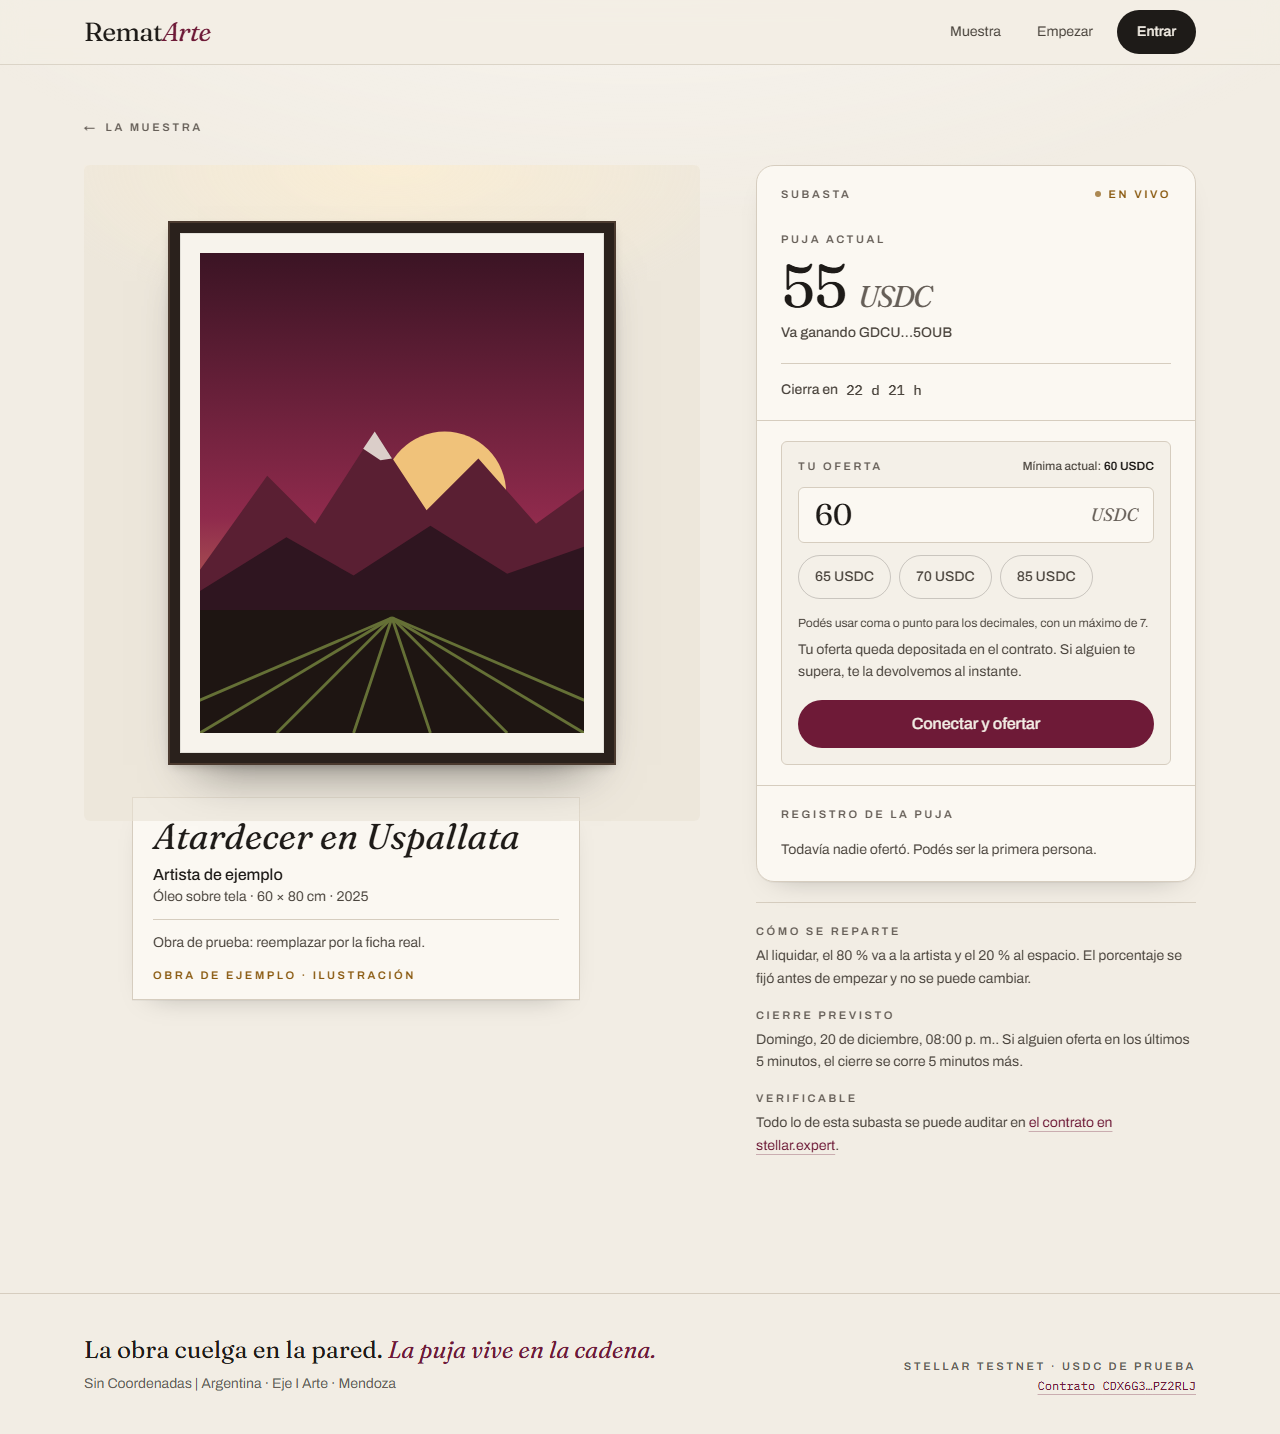 RematArte
Muestra
Empezar
Entrar
← LA MUESTRA
SUBASTA
EN VIVO
PUJA ACTUAL
55 USDC
Va ganando GDCU…5OUB
Cierra en 22 d 21 h
TU OFERTA
Mínima actual: 60 USDC
60
USDC
65 USDC
70 USDC
85 USDC
Podés usar coma o punto para los decimales, con un máximo de 7.
Tu oferta queda depositada en el contrato. Si alguien te
supera, te la devolvemos al instante.
Conectar y ofertar
REGISTRO DE LA PUJA
Todavía nadie ofertó. Podés ser la primera persona.
Atardecer en Uspallata
Artista de ejemplo
Óleo sobre tela · 60 × 80 cm · 2025
Obra de prueba: reemplazar por la ficha real.
OBRA DE EJEMPLO · ILUSTRACIÓN
CÓMO SE REPARTE
Al liquidar, el 80 % va a la artista y el 20 % al espacio. El porcentaje se
fijó antes de empezar y no se puede cambiar.
CIERRE PREVISTO
Domingo, 20 de diciembre, 08:00 p. m.. Si alguien oferta en los últimos
5 minutos, el cierre se corre 5 minutos más.
VERIFICABLE
Todo lo de esta subasta se puede auditar en el contrato en
stellar.expert.
La obra cuelga en la pared. La puja vive en la cadena.
Sin Coordenadas | Argentina · Eje I Arte · Mendoza
STELLAR TESTNET · USDC DE PRUEBA
Contrato CDX6G3…PZ2RLJ